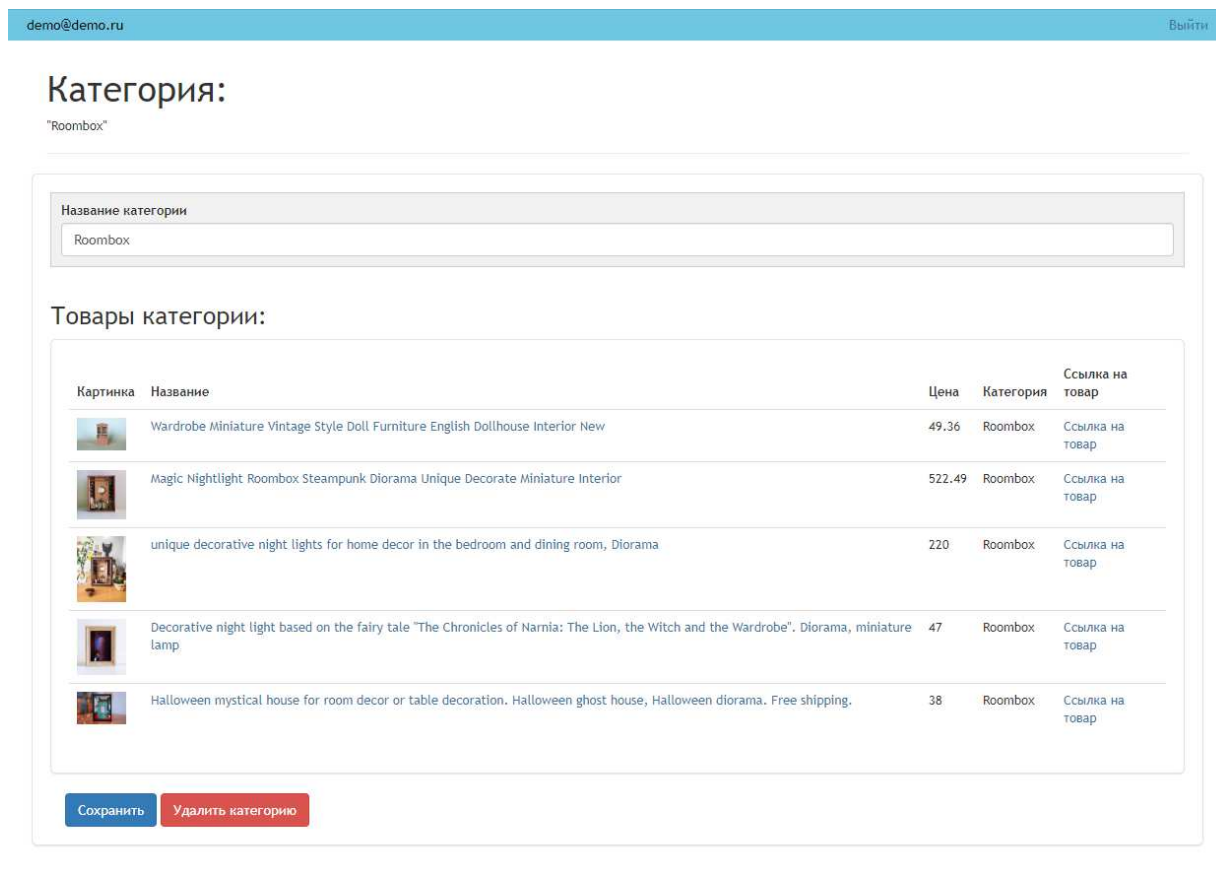 demo@demo.ru Выйти
Категория:
"Roombox"
Название категории
Roombox
Товары категории:
Картинка Название Цена Категория Ссылка на товар
Wardrobe Miniature Vintage Style Doll Furniture English Dollhouse Interior New 49.36 Roombox Ссылка на товар
Magic Nightlight Roombox Steampunk Diorama Unique Decorate Miniature Interior 522.49 Roombox Ссылка на товар
unique decorative night lights for home decor in the bedroom and dining room, Diorama 220 Roombox Ссылка на товар
Decorative night light based on the fairy tale "The Chronicles of Narnia: The Lion, the Witch and the Wardrobe". Diorama, miniature lamp 47 Roombox Ссылка на товар
Halloween mystical house for room decor or table decoration. Halloween ghost house, Halloween diorama. Free shipping. 38 Roombox Ссылка на товар
Сохранить Удалить категорию